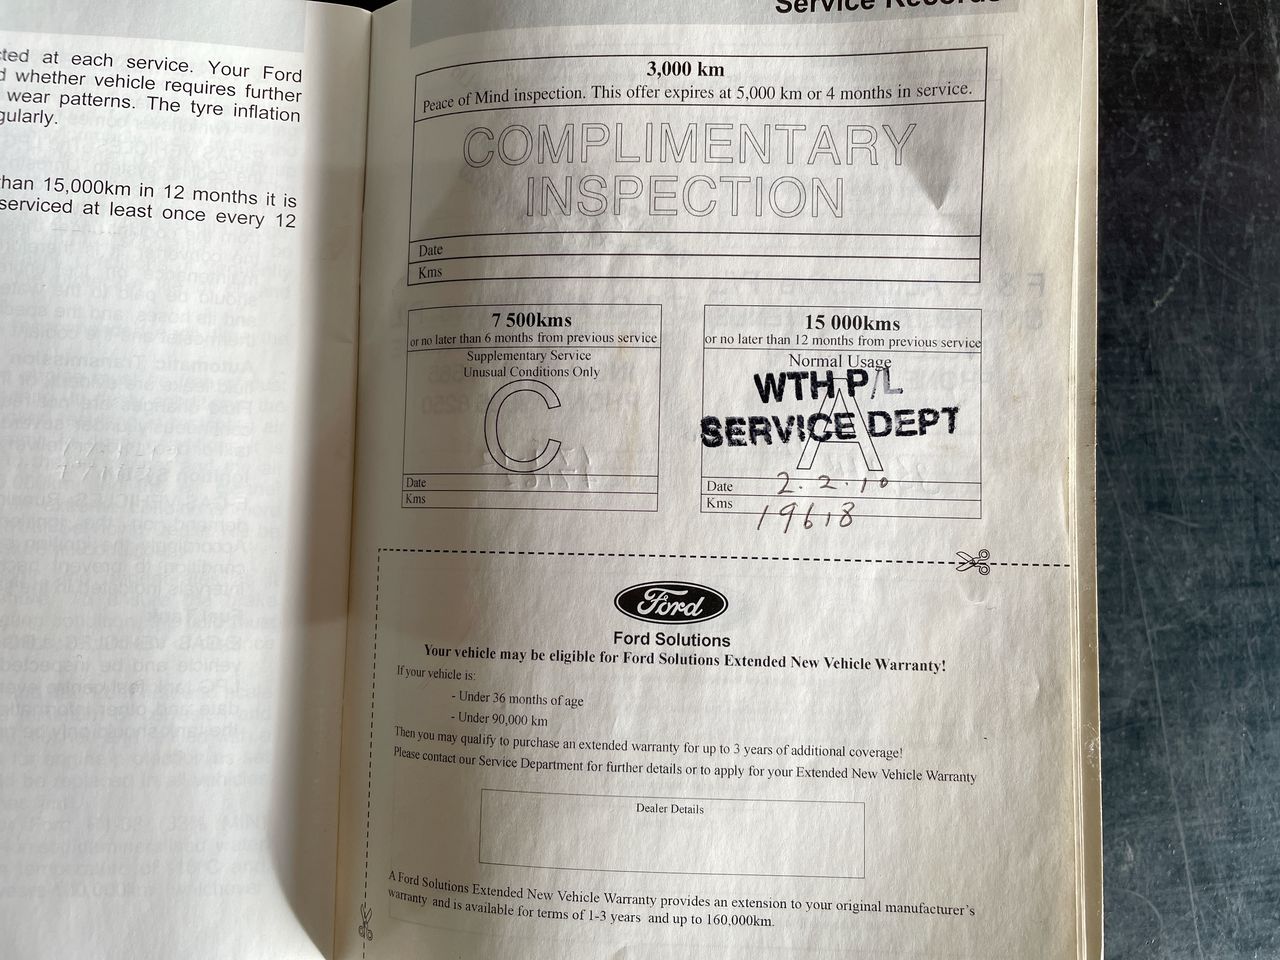 ted at each service. Your Ford
whether vehicle requires further
wear patterns. The tyre inflation
gularly.
han 15,000km in 12 months it is
serviced at least once every 12
Service Records
3,000 km
Peace of Mind inspection. This offer expires at 5,000 km or 4 months in service.
COMPLIMENTARY
INSPECTION
Date
Kms
7 500kms
or no later than 6 months from previous service
Supplementary Service
Unusual Conditions Only
C
Date
Kms
15 000kms
or no later than 12 months from previous service
Normal Usage
A
WTH P/L
SERVICE DEPT
Date 2.2.10
Kms 19618
Ford
Ford Solutions
Your vehicle may be eligible for Ford Solutions Extended New Vehicle Warranty!
If your vehicle is:
- Under 36 months of age
- Under 90,000 km
Then you may qualify to purchase an extended warranty for up to 3 years of additional coverage!
Please contact our Service Department for further details or to apply for your Extended New Vehicle Warranty
Dealer Details
A Ford Solutions Extended New Vehicle Warranty provides an extension to your original manufacturer's
warranty and is available for terms of 1-3 years and up to 160,000km.